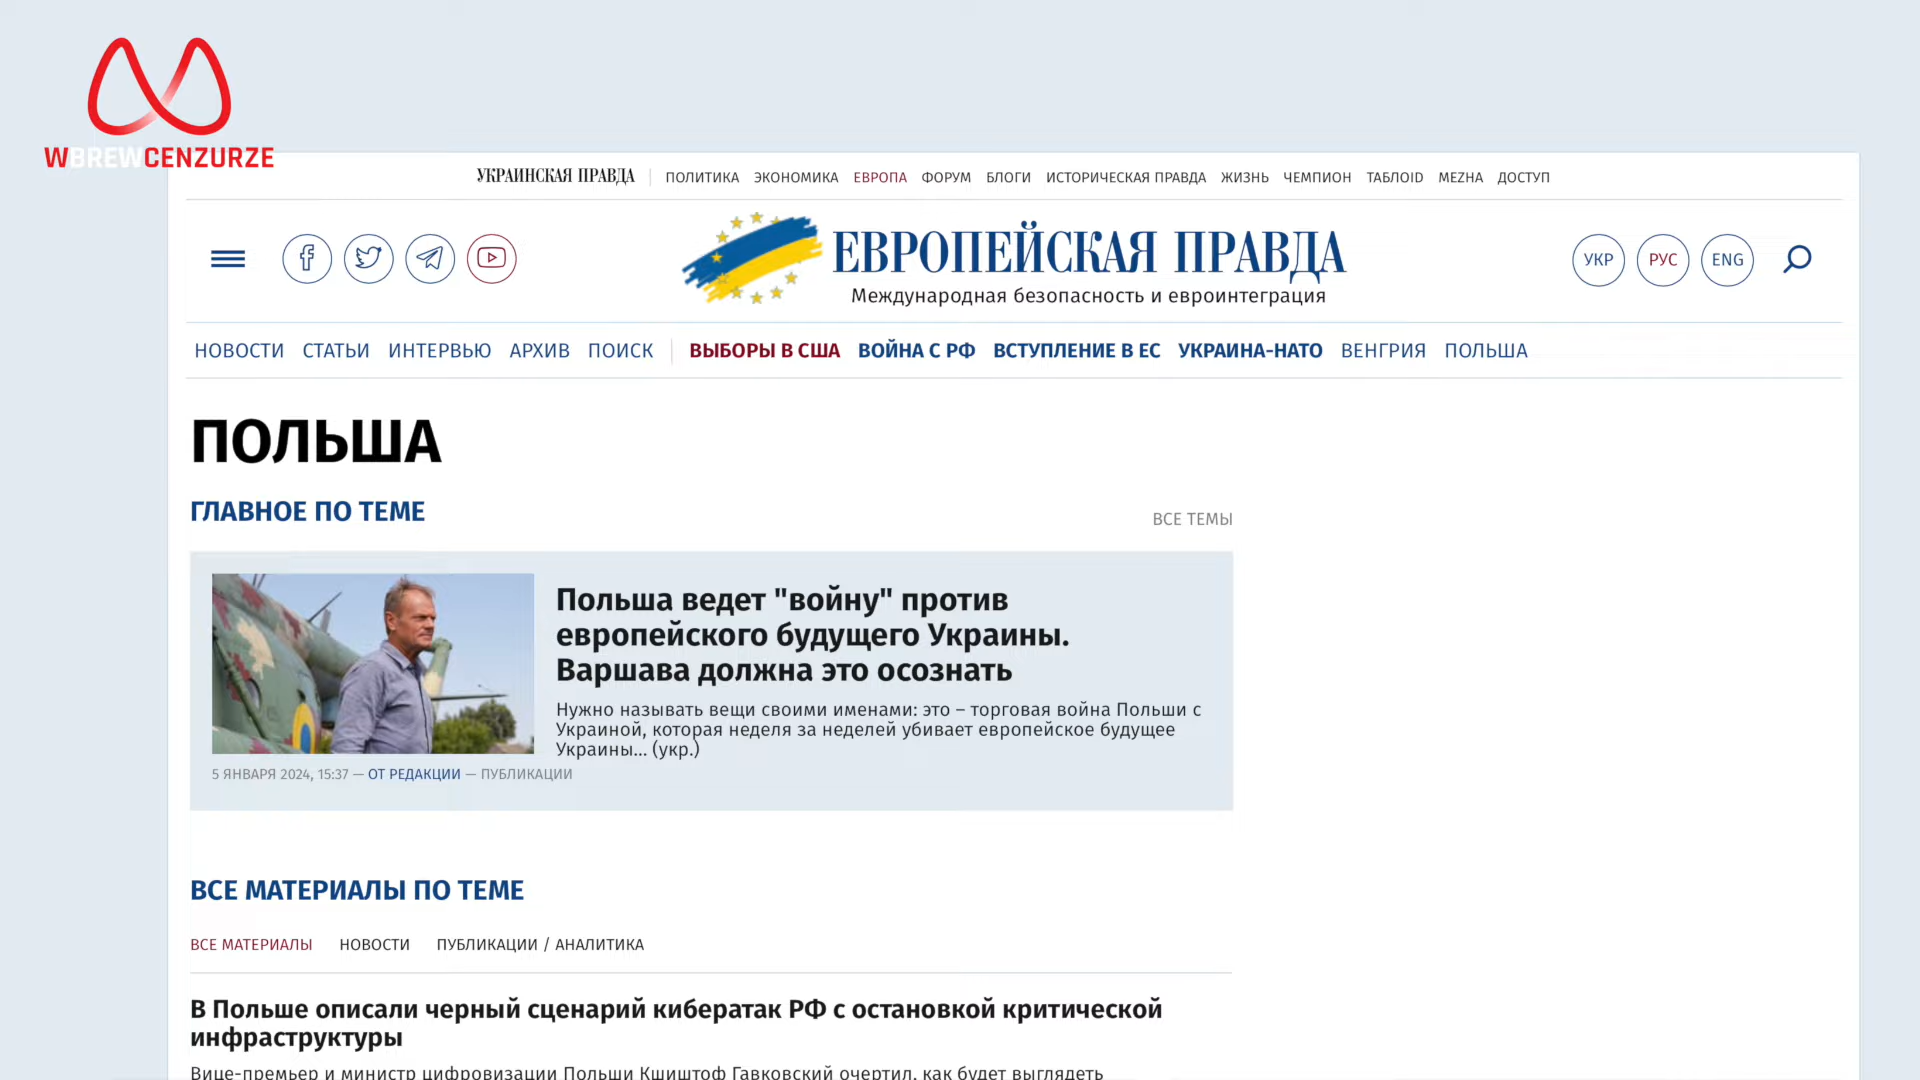 WBREWCENZURZE
УКРАИНСКАЯ ПРАВДА ПОЛИТИКА ЭКОНОМИКА ЕВРОПА ФОРУМ БЛОГИ ИСТОРИЧЕСКАЯ ПРАВДА ЖИЗНЬ ЧЕМПИОН ТАБЛОID MEZHA ДОСТУП
ЕВРОПЕЙСКАЯ ПРАВДА
Международная безопасность и евроинтеграция
УКР РУС ENG
НОВОСТИ СТАТЬИ ИНТЕРВЬЮ АРХИВ ПОИСК ВЫБОРЫ В США ВОЙНА С РФ ВСТУПЛЕНИЕ В ЕС УКРАИНА-НАТО ВЕНГРИЯ ПОЛЬША
ПОЛЬША
ГЛАВНОЕ ПО ТЕМЕ
ВСЕ ТЕМЫ
Польша ведет "войну" против
европейского будущего Украины.
Варшава должна это осознать
Нужно называть вещи своими именами: это – торговая война Польши с
Украиной, которая неделя за неделей убивает европейское будущее
Украины... (укр.)
5 ЯНВАРЯ 2024, 15:37 — ОТ РЕДАКЦИИ — ПУБЛИКАЦИИ
ВСЕ МАТЕРИАЛЫ ПО ТЕМЕ
ВСЕ МАТЕРИАЛЫ НОВОСТИ ПУБЛИКАЦИИ / АНАЛИТИКА
В Польше описали черный сценарий кибератак РФ с остановкой критической
инфраструктуры
Вице-премьер и министр цифровизации Польши Кшиштоф Гавковский очертил, как будет выглядеть